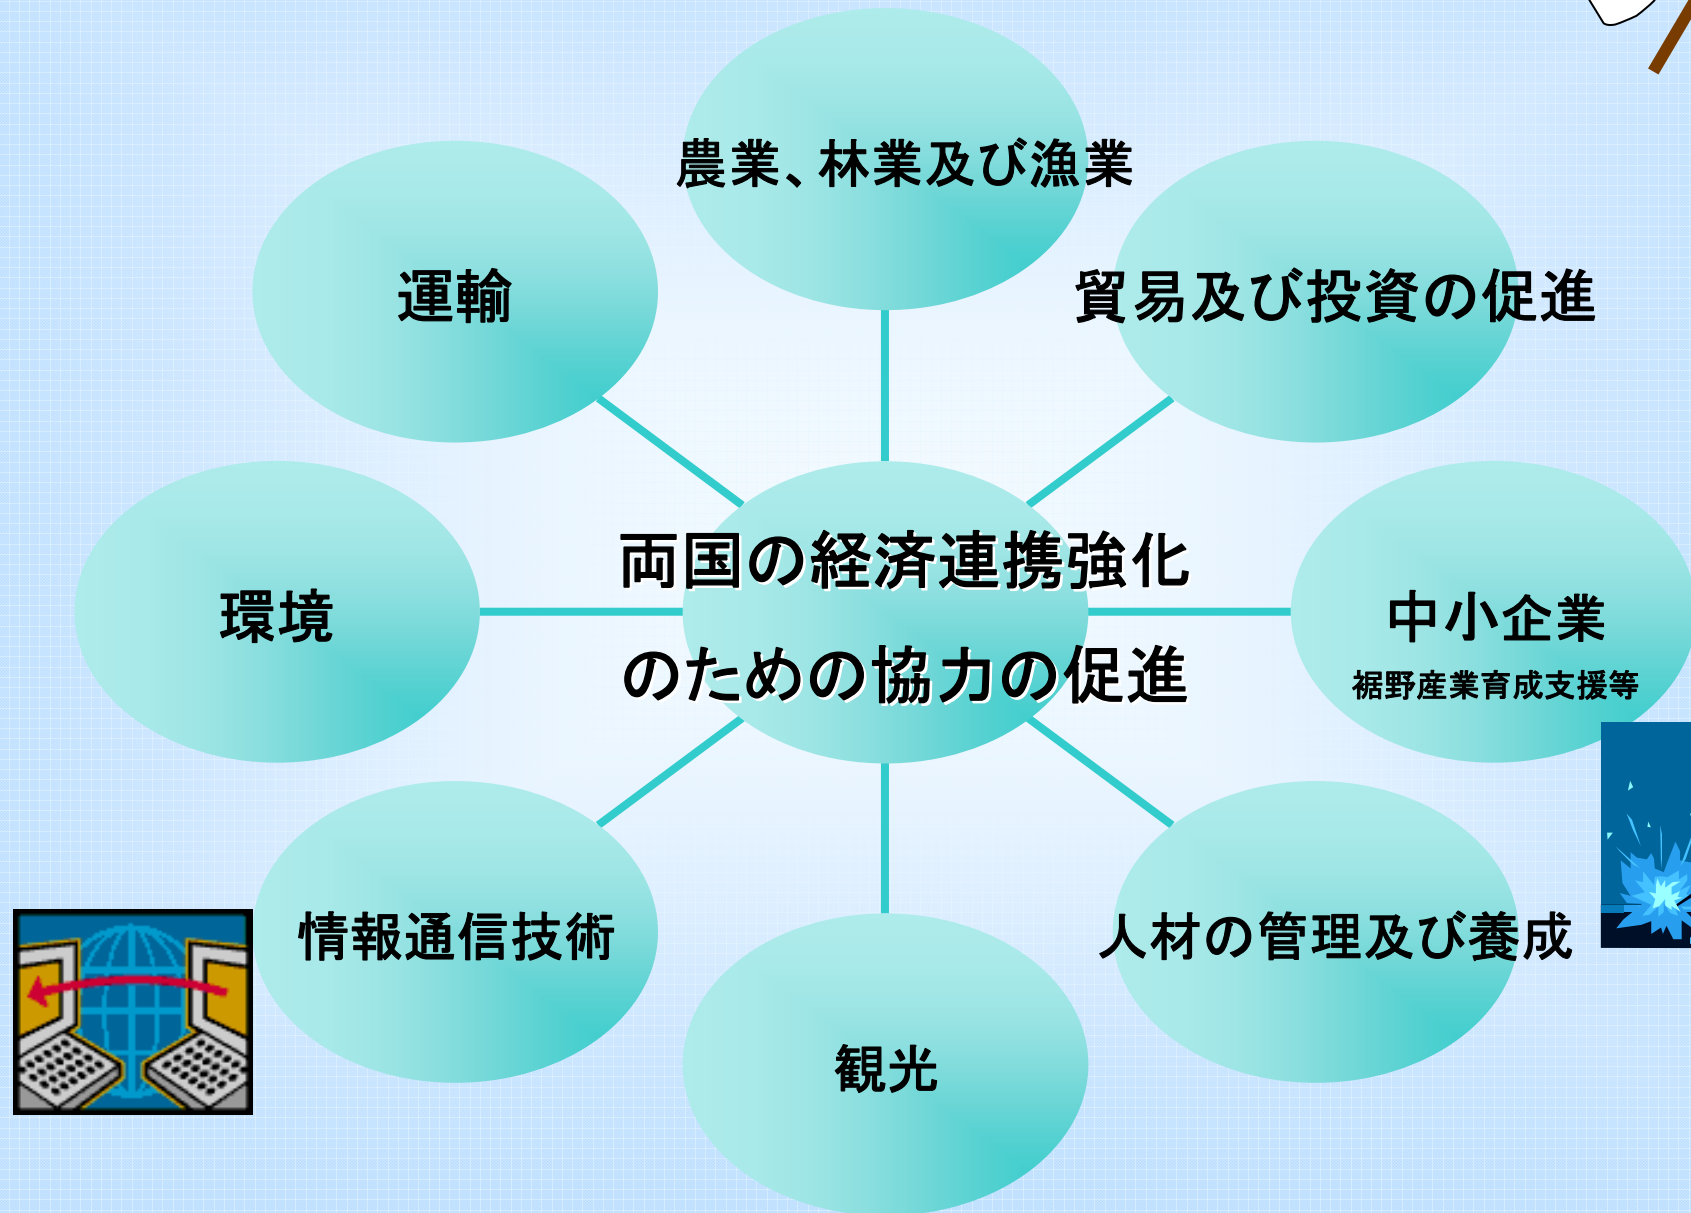 農業、林業及び漁業
運輸
貿易及び投資の促進
両国の経済連携強化
のための協力の促進
環境
中小企業
裾野産業育成支援等
情報通信技術
人材の管理及び養成
観光